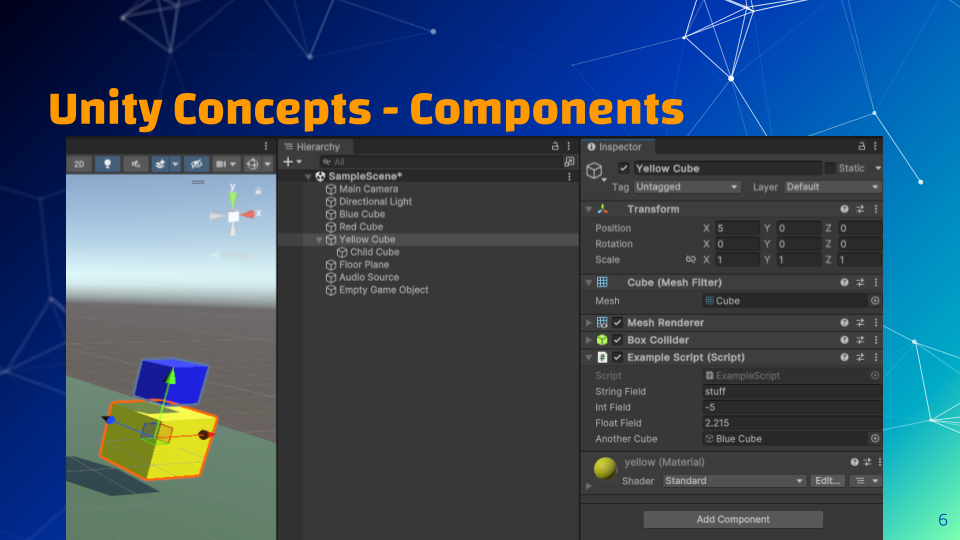 Unity Concepts - Components
2D
y
x
Hierarchy
All
SampleScene*
Main Camera
Directional Light
Blue Cube
Red Cube
Yellow Cube
Child Cube
Floor Plane
Audio Source
Empty Game Object
Inspector
Yellow Cube
Static
Tag Untagged Layer Default
Transform
Position X 5 Y 0 Z 0
Rotation X 0 Y 0 Z 0
Scale X 1 Y 1 Z 1
Cube (Mesh Filter)
Mesh Cube
Mesh Renderer
Box Collider
# Example Script (Script)
Script ExampleScript
String Field stuff
Int Field -5
Float Field 2.215
Another Cube Blue Cube
yellow (Material)
Shader Standard Edit...
Add Component
6